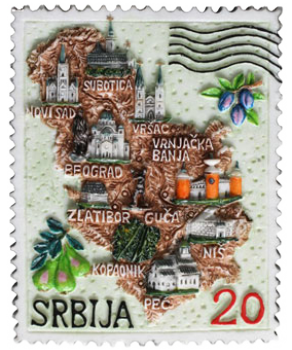 SUBOTICA
NOVI SAD
VRŠAC
VRNJAČKA
BANJA
BEOGRAD
ZLATIBOR
GUČA
NIŠ
KOPAONIK
PEĆ
SRBIJA 20